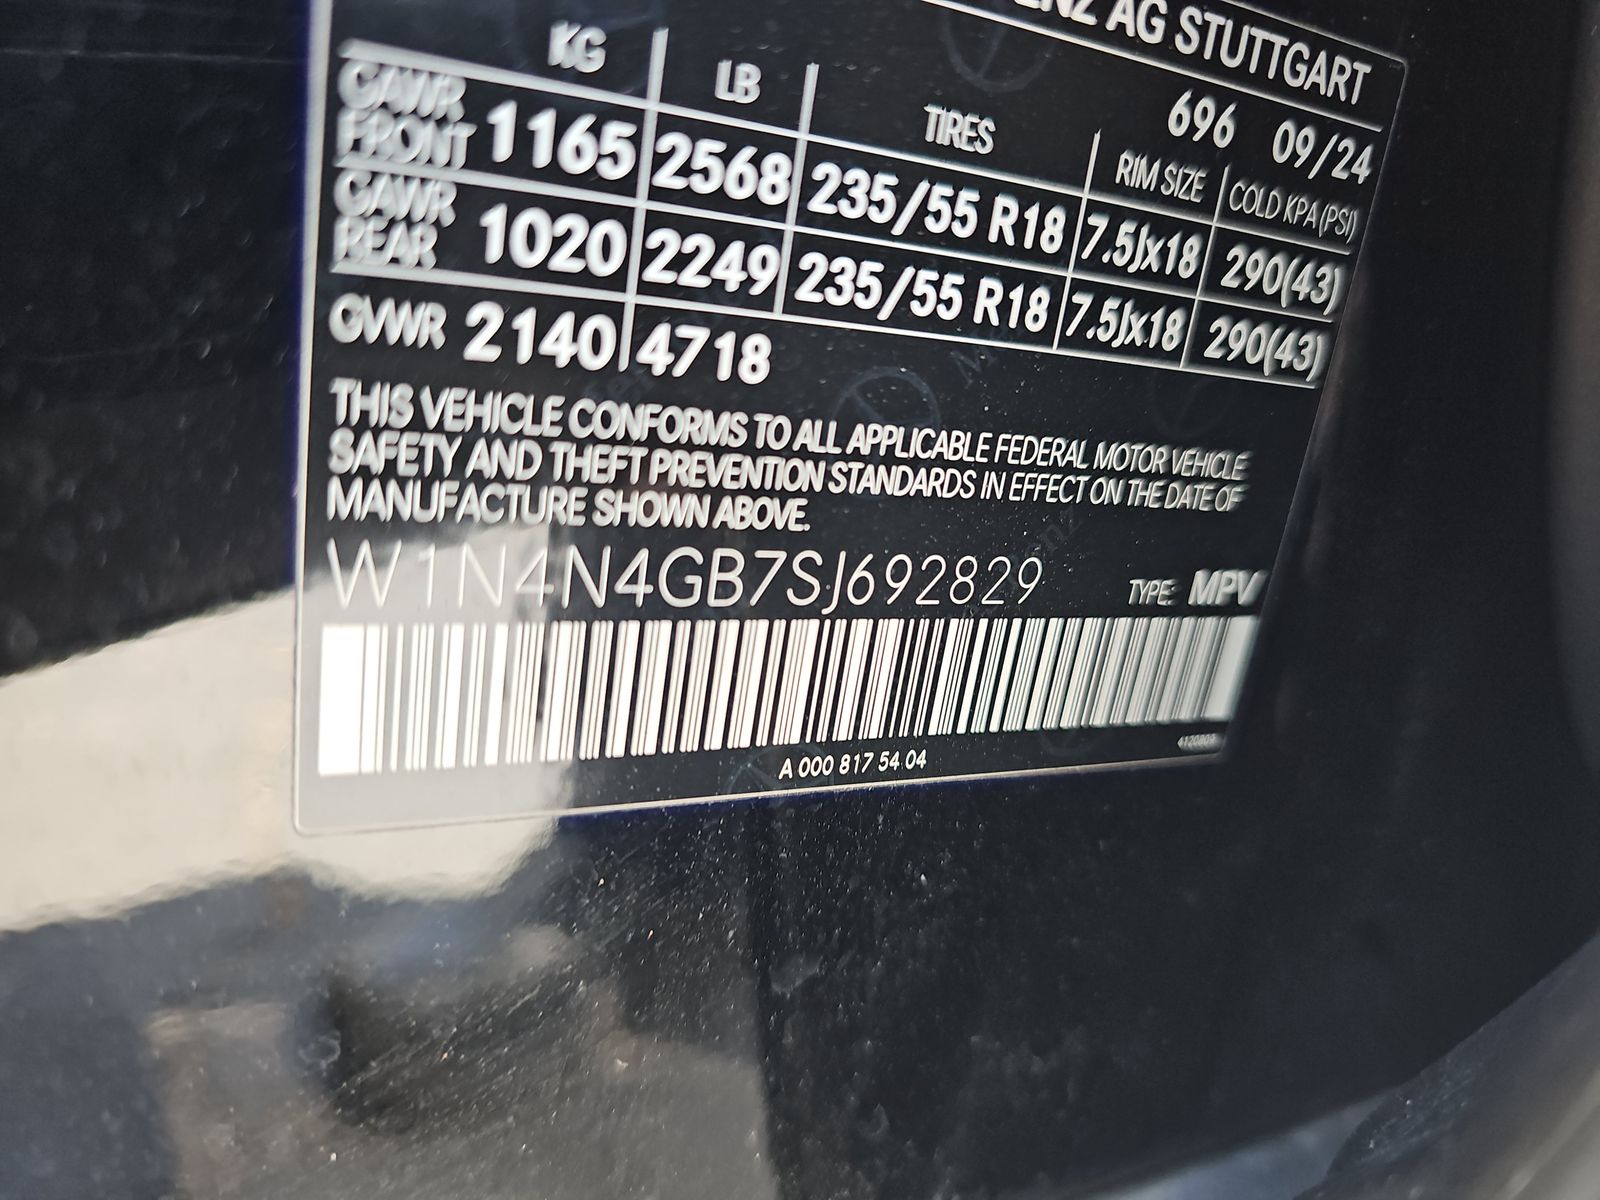 AG STUTTGART
696 09/24
KG LB TIRES RIM SIZE COLD KPA (PSI)
GAWR FRONT 1165 2568 235/55 R18 7.5Jx18 290(43)
GAWR REAR 1020 2249 235/55 R18 7.5Jx18 290(43)
GVWR 2140 4718
THIS VEHICLE CONFORMS TO ALL APPLICABLE FEDERAL MOTOR VEHICLE
SAFETY AND THEFT PREVENTION STANDARDS IN EFFECT ON THE DATE OF
MANUFACTURE SHOWN ABOVE.
W1N4N4GB7SJ692829 TYPE: MPV
A 000 817 54 04